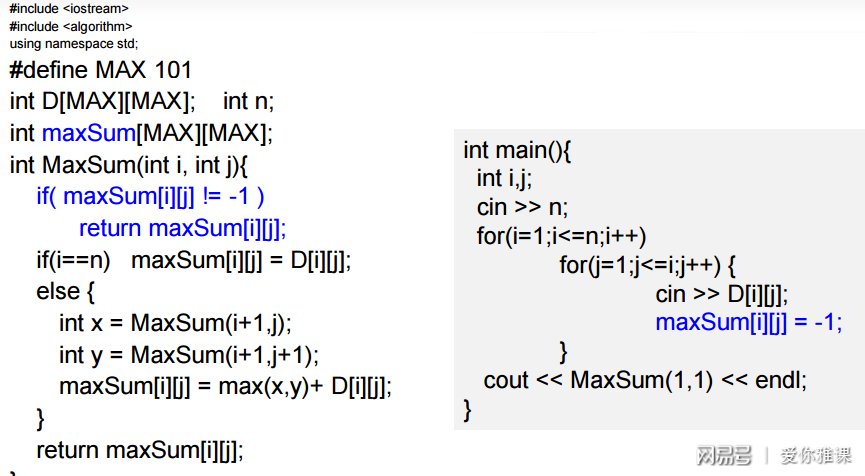 #include <iostream>
#include <algorithm>
using namespace std;
#define MAX 101
int D[MAX][MAX]; int n;
int maxSum[MAX][MAX];
int MaxSum(int i, int j){
if( maxSum[i][j] != -1 )
return maxSum[i][j];
if(i==n) maxSum[i][j] = D[i][j];
else {
int x = MaxSum(i+1,j);
int y = MaxSum(i+1,j+1);
maxSum[i][j] = max(x,y)+ D[i][j];
}
return maxSum[i][j];
int main(){
int i,j;
cin >> n;
for(i=1;i<=n;i++)
for(j=1;j<=i;j++) {
cin >> D[i][j];
maxSum[i][j] = -1;
}
cout << MaxSum(1,1) << endl;
}
网易号 | 爱你雅课